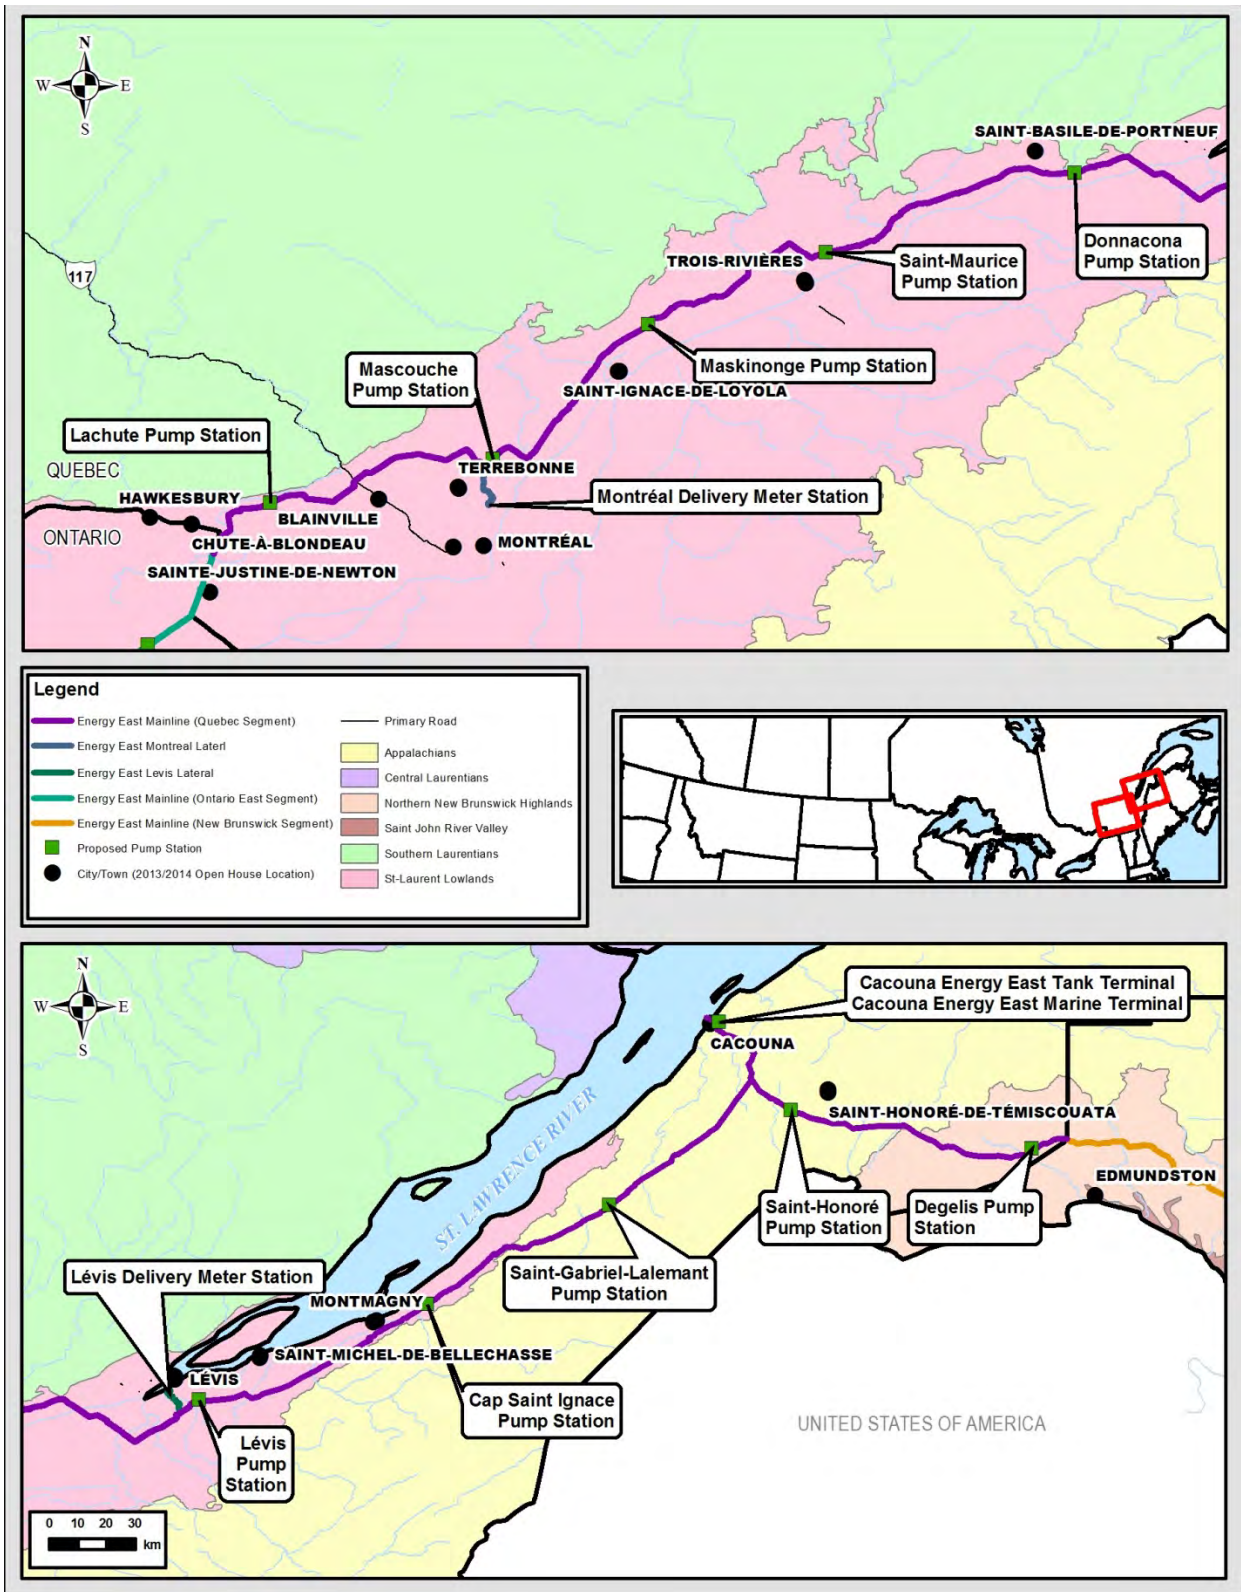 N
W E
S
SAINT-BASILE-DE-PORTNEUF
117
TROIS-RIVIÈRES
Saint-Maurice
Pump Station
Donnacona
Pump Station
Mascouche
Pump Station
Maskinonge Pump Station
SAINT-IGNACE-DE-LOYOLA
Lachute Pump Station
QUEBEC
TERREBONNE
HAWKESBURY
BLAINVILLE
Montréal Delivery Meter Station
ONTARIO
CHUTE-À-BLONDEAU
MONTRÉAL
SAINTE-JUSTINE-DE-NEWTON
Legend
Energy East Mainline (Quebec Segment)
Energy East Montreal Laterl
Energy East Levis Lateral
Energy East Mainline (Ontario East Segment)
Energy East Mainline (New Brunswick Segment)
Proposed Pump Station
City/Town (2013/2014 Open House Location)
Primary Road
Appalachians
Central Laurentians
Northern New Brunswick Highlands
Saint John River Valley
Southern Laurentians
St-Laurent Lowlands
N
W E
S
Cacouna Energy East Tank Terminal
Cacouna Energy East Marine Terminal
CACOUNA
ST. LAWRENCE RIVER
SAINT-HONORÉ-DE-TÉMISCOUATA
EDMUNDSTON
Saint-Honoré
Pump Station
Degelis Pump
Station
Saint-Gabriel-Lalemant
Pump Station
Lévis Delivery Meter Station
MONTMAGNY
SAINT-MICHEL-DE-BELLECHASSE
LÉVIS
Cap Saint Ignace
Pump Station
Lévis
Pump
Station
UNITED STATES OF AMERICA
0 10 20 30
km